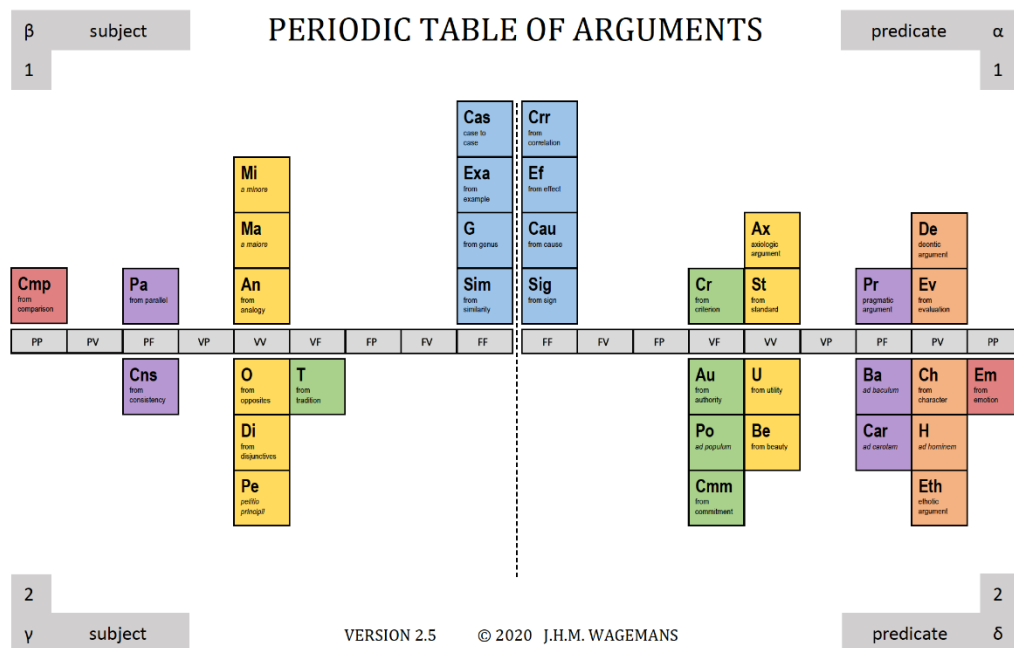 β subject
PERIODIC TABLE OF ARGUMENTS
predicate α
1
1
Cas
case to
case
Crr
from
correlation
Mi
a minore
Exa
from
example
Ef
from effect
Ma
a maiore
G
from genus
Cau
from cause
Ax
axiologic
argument
De
deontic
argument
Cmp
from
comparison
Pa
from parallel
An
from
analogy
Sim
from
similarity
Sig
from sign
Cr
from
criterion
St
from
standard
Pr
pragmatic
argument
Ev
from
evaluation
PP PV PF VP VV VF FP FV FF FF FV FP VF VV VP PF PV PP
Cns
from
consistency
O
from
opposites
T
from
tradition
Au
from
authority
U
from utility
Ba
ad baculum
Ch
from
character
Em
from
emotion
Di
from
disjunctives
Po
ad populum
Be
from beauty
Car
ad carotam
H
ad hominem
Pe
petitio
principii
Cmm
from
commitment
Eth
ethotic
argument
2
2
γ subject
VERSION 2.5 © 2020 J.H.M. WAGEMANS
predicate δ